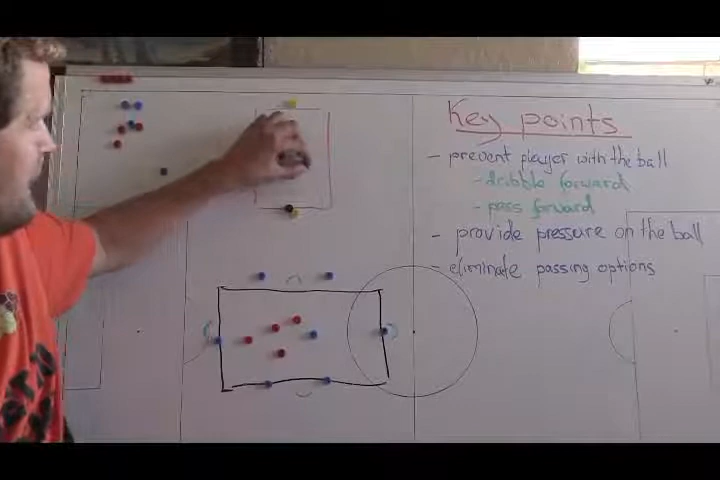 Key points
- prevent player with the ball
- dribble forward
- pass forward
- provide pressure on the ball
- eliminate passing options